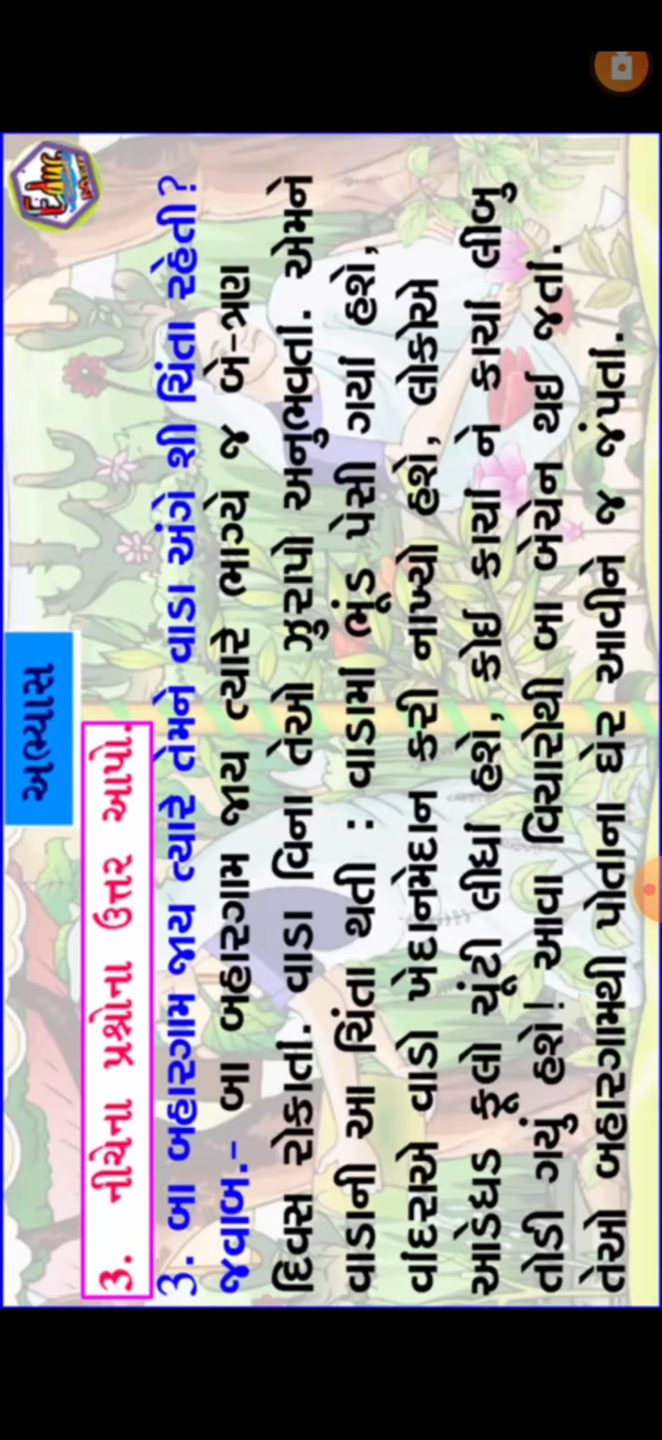 અભ્યાસ
3. નીચેના પ્રશ્નોના ઉત્તર આપો.
3. બા બહારગામ જાય ત્યારે તેમને વાડા અંગે શી ચિંતા રહેતી?
જવાબ.- બા બહારગામ જાય ત્યારે ભાગ્યે જ બે-ત્રણ
દિવસ રોકાતાં. વાડા વિના તેઓ ઝુરાપો અનુભવતાં. એમને
વાડાની આ ચિંતા થતી : વાડામાં ભૂંડ પેસી ગયાં હશે,
વાંદરાએ વાડો ખેદાનમેદાન કરી નાખ્યો હશે, લોકોએ
આડેધડ ફૂલો ચૂંટી લીધાં હશે, કોઈ કાચાં ને કાચાં લીંબુ
તોડી ગયું હશે! આવા વિચારોથી બા બેચેન થઈ જતાં.
તેઓ બહારગામથી પોતાના ઘેર આવીને જ જંપતાં.